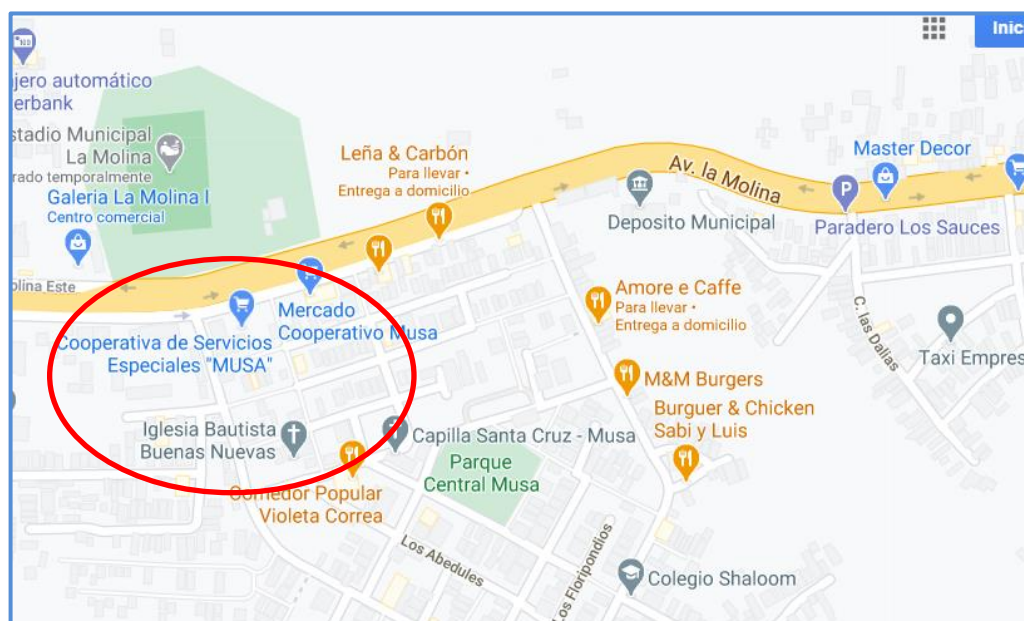 Inic
jero automático
erbank
stadio Municipal
La Molina
rado temporalmente
Galeria La Molina I
Centro comercial
Leña & Carbón
Para llevar •
Entrega a domicilio
Av. la Molina
Master Decor
P
Deposito Municipal
Paradero Los Sauces
olina Este
Mercado
Cooperativo Musa
Cooperativa de Servicios
Especiales "MUSA"
Amore e Caffe
Para llevar •
Entrega a domicilio
C. las Dalias
Taxi Empres
M&M Burgers
Burguer & Chicken
Sabi y Luis
Iglesia Bautista
Buenas Nuevas
Capilla Santa Cruz - Musa
Parque
Central Musa
Comedor Popular
Violeta Correa
Los Abedules
Los Floripondios
Colegio Shaloom